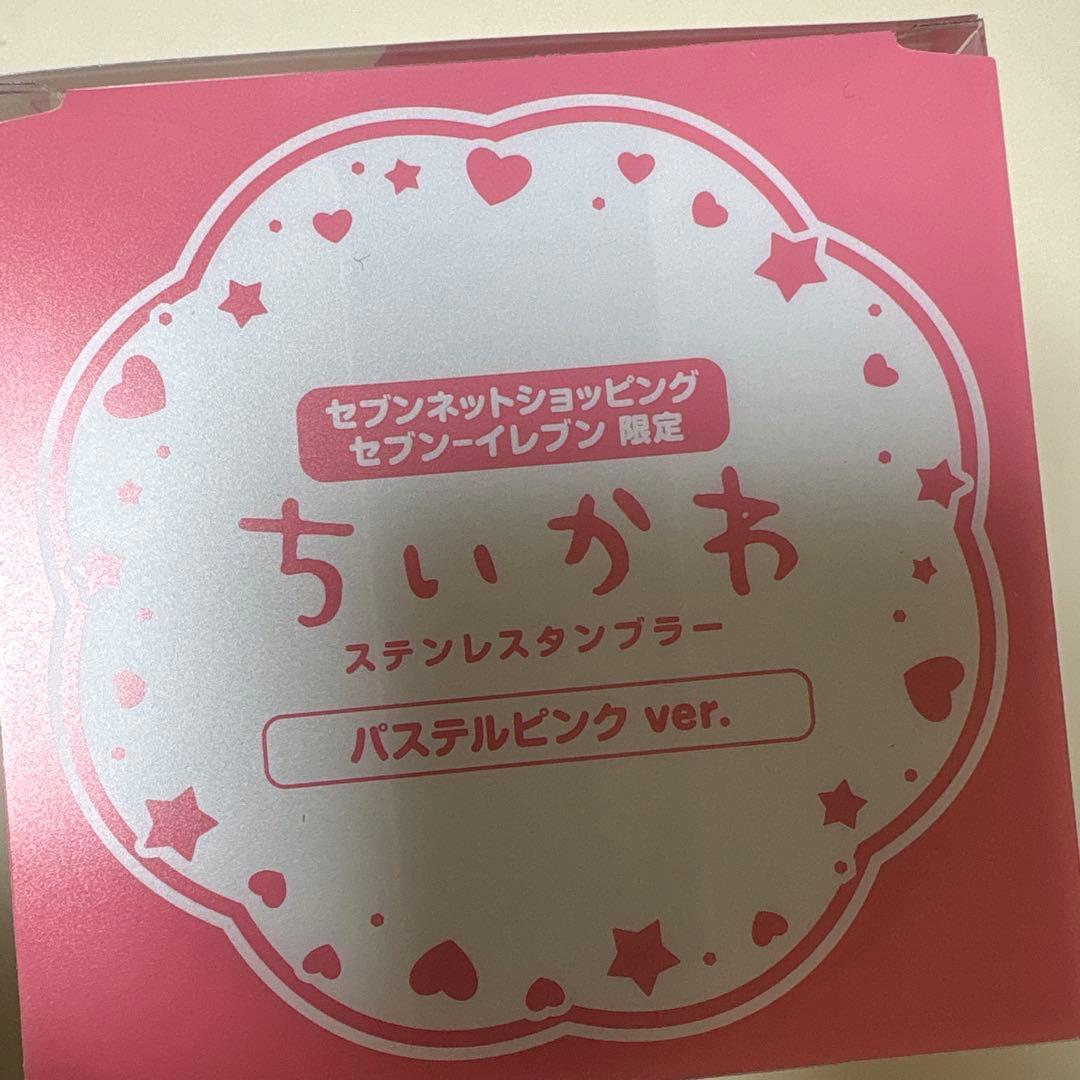 セブンネットショッピング
セブン-イレブン 限定
ちいかわ
ステンレスタンブラー
パステルピンク ver.